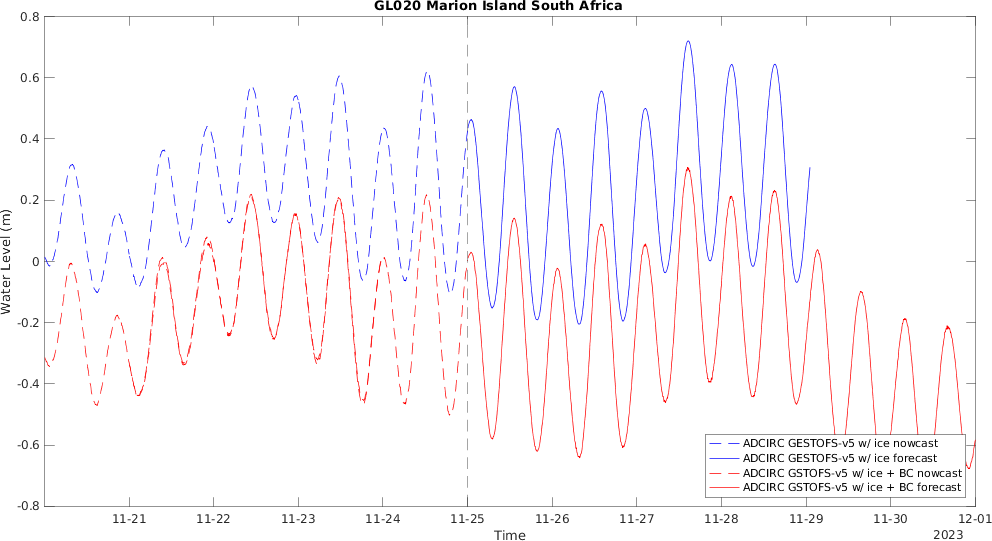 GL020 Marion Island South Africa
0.8
0.6
0.4
0.2
0
-0.2
-0.4
-0.6
-0.8
Water Level (m)
11-21 11-22 11-23 11-24 11-25 11-26 11-27 11-28 11-29 11-30 12-01
Time
2023
ADCIRC GESTOFS-v5 w/ ice nowcast
ADCIRC GESTOFS-v5 w/ ice forecast
ADCIRC GSTOFS-v5 w/ ice + BC nowcast
ADCIRC GSTOFS-v5 w/ ice + BC forecast